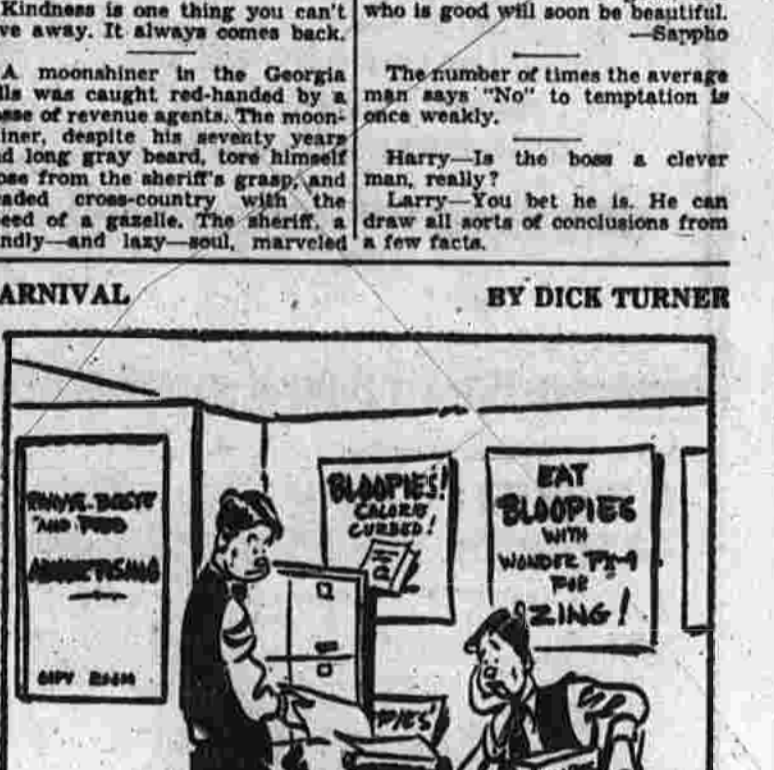 Kindness is one thing you can't
ve away. It always comes back.
A moonshiner in the Georgia
lls was caught red-handed by a
sse of revenue agents. The moon-
iner, despite his seventy years
d long gray beard, tore himself
ose from the sheriff's grasp, and
aded cross-country with the
eed of a gazelle. The sheriff, a
ndly—and lazy—soul, marveled
who is good will soon be beautiful.
—Sappho
The number of times the average
man says "No" to temptation is
once weakly.
Harry—Is the boss a clever
man, really?
Larry—You bet he is. He can
draw all sorts of conclusions from
a few facts.
ARNIVAL
BY DICK TURNER
AND
ADVERTISING
COPY ROOM
BLOOPIES!
CALORIE
CURBED!
EAT
BLOOPIES
WITH
WONDER
FOR
ZING!
PIES